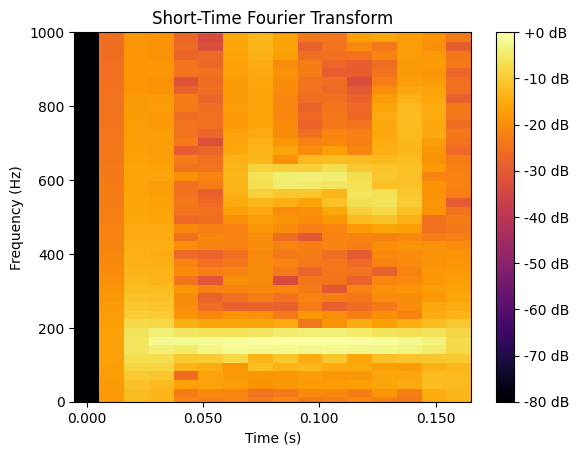 Short-Time Fourier Transform
1000
800
600
400
200
0
Frequency (Hz)
0.000
0.050
0.100
0.150
Time (s)
+0 dB
-10 dB
-20 dB
-30 dB
-40 dB
-50 dB
-60 dB
-70 dB
-80 dB